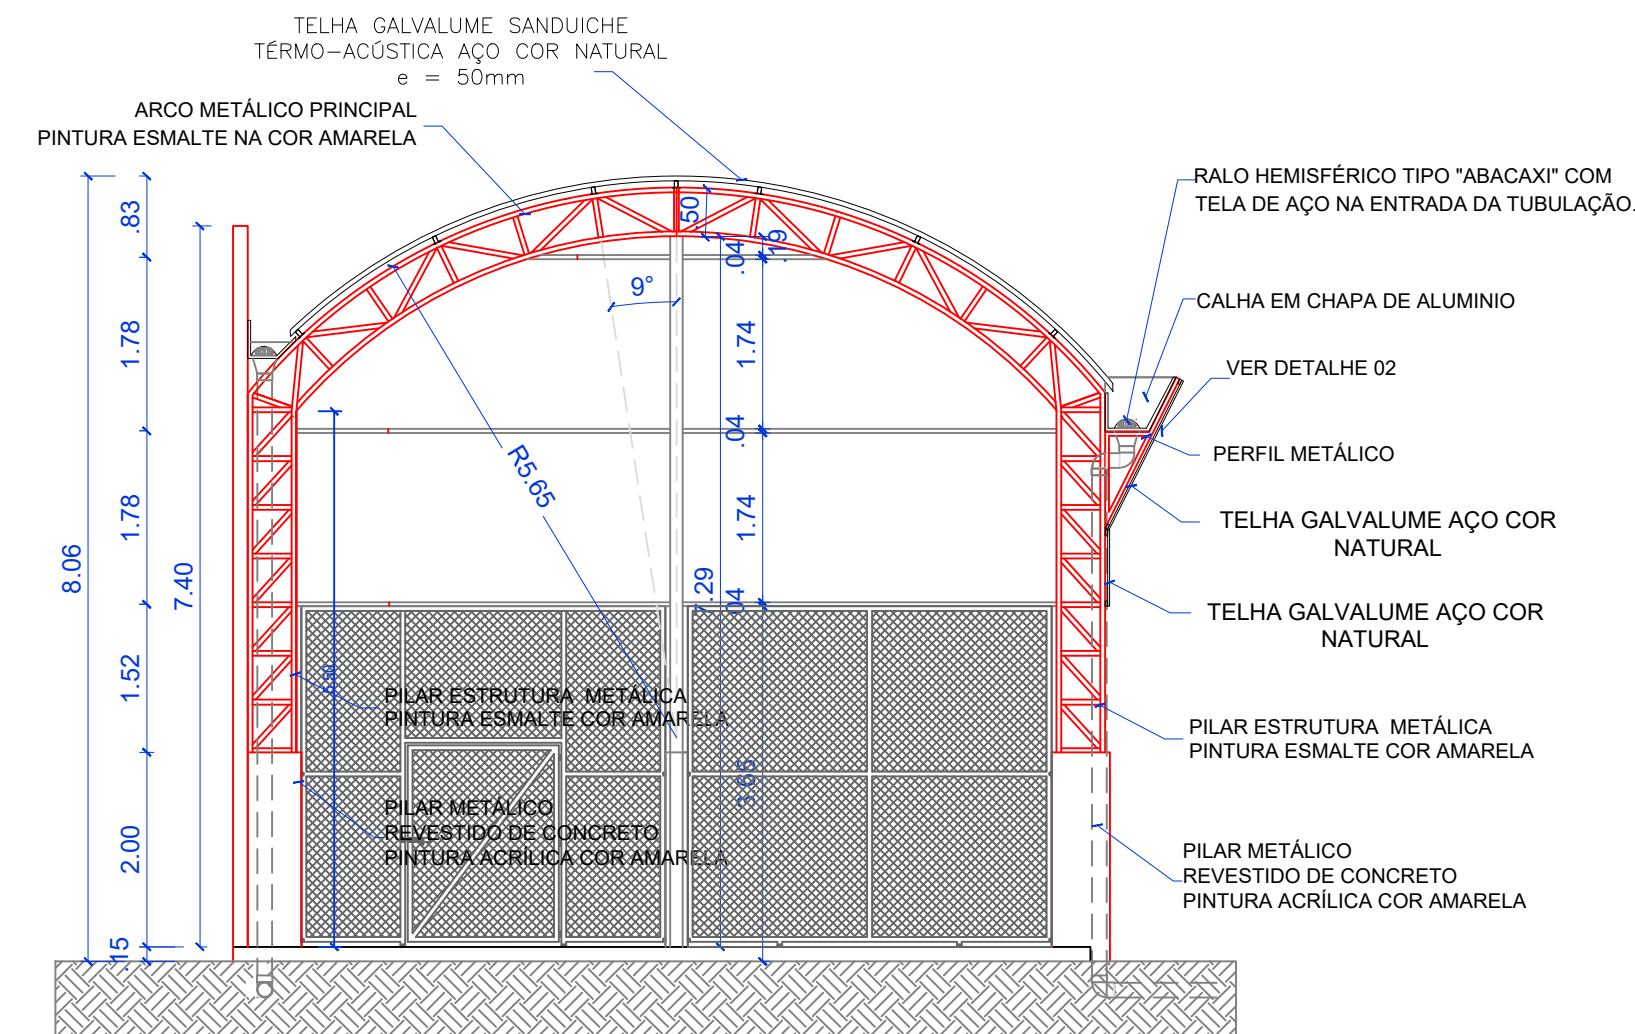 TELHA GALVALUME SANDUICHE
TÉRMO-ACÚSTICA AÇO COR NATURAL
e = 50mm
ARCO METÁLICO PRINCIPAL
PINTURA ESMALTE NA COR AMARELA
RALO HEMISFÉRICO TIPO "ABACAXI" COM
TELA DE AÇO NA ENTRADA DA TUBULAÇÃO.
CALHA EM CHAPA DE ALUMINIO
VER DETALHE 02
PERFIL METÁLICO
TELHA GALVALUME AÇO COR
NATURAL
TELHA GALVALUME AÇO COR
NATURAL
PILAR ESTRUTURA METÁLICA
PINTURA ESMALTE COR AMARELA
PILAR METÁLICO
REVESTIDO DE CONCRETO
PINTURA ACRÍLICA COR AMARELA
PILAR ESTRUTURA METÁLICA
PINTURA ESMALTE COR AMARELA
PILAR METÁLICO
REVESTIDO DE CONCRETO
PINTURA ACRÍLICA COR AMARELA
8.06
.83
1.78
1.78
1.52
2.00
.15
7.40
R5.65
9°
.50
.19
.04
1.74
.04
1.74
.04
7.29
3.65